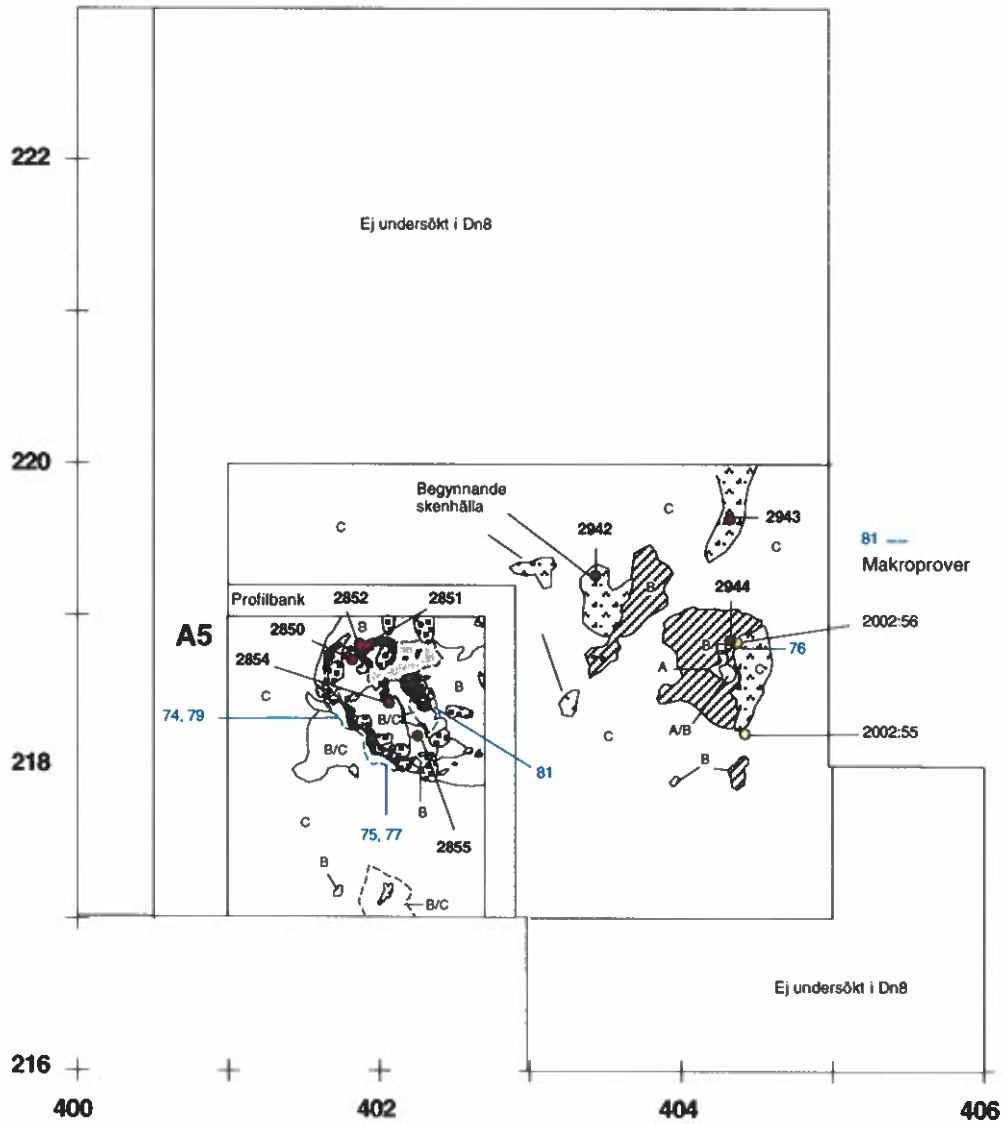 222
Ej undersökt i Dn8
220
Begynnande
skenhälla
C
C
2942
2943
C
81
Makroprover
Profilbank
2852
2851
B
2944
2002:56
A5
2850
B
B
76
2854
A
C
C
B
74, 79
B/C
A/B
2002:55
C
218
B/C
81
B
B
C
75, 77
2855
B
B/C
Ej undersökt i Dn8
216
400
402
404
406